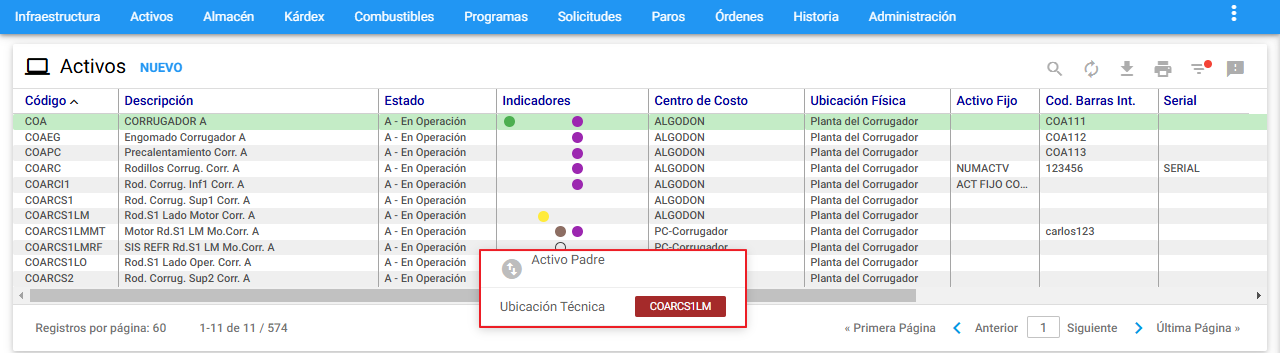 Infraestructura Activos Almacén Kárdex Combustibles Programas Solicitudes Paros Órdenes Historia Administración
Activos NUEVO
Código Descripción Estado Indicadores Centro de Costo Ubicación Física Activo Fijo Cod. Barras Int. Serial
COA CORRUGADOR A A - En Operación ALGODON Planta del Corrugador COA111
COAEG Engomado Corrugador A A - En Operación ALGODON Planta del Corrugador COA112
COAPC Precalentamiento Corr. A A - En Operación ALGODON Planta del Corrugador COA113
COARC Rodillos Corrug. Corr. A A - En Operación ALGODON Planta del Corrugador NUMACTV 123456 SERIAL
COARCI1 Rod. Corrug. Inf1 Corr. A A - En Operación ALGODON Planta del Corrugador ACT FIJO CO...
COARCS1 Rod. Corrug. Sup1 Corr. A A - En Operación ALGODON Planta del Corrugador
COARCS1LM Rod.S1 Lado Motor Corr. A A - En Operación ALGODON Planta del Corrugador
COARCS1LMMT Motor Rd.S1 LM Mo.Corr. A A - En Operación PC-Corrugador Planta del Corrugador carlos123
COARCS1LMRF SIS REFR Rd.S1 LM Mo.Corr. A A - En Operación PC-Corrugador Planta del Corrugador
COARCS1LO Rod.S1 Lado Oper. Corr. A A - En Operación Planta del Corrugador
COARCS2 Rod. Corrug. Sup2 Corr. A A - En Operación Planta del Corrugador
Activo Padre
Ubicación Técnica COARCS1LM
Registros por página: 60 1-11 de 11 / 574 « Primera Página Anterior 1 Siguiente Última Página »